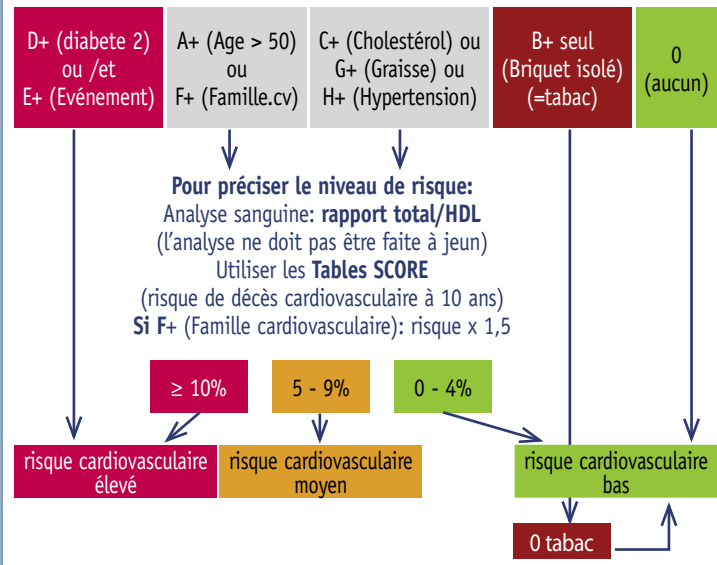 D+ (diabete 2)
ou /et
E+ (Evénement)
A+ (Age > 50)
ou
F+ (Famille.cv)
C+ (Cholestérol) ou
G+ (Graisse) ou
H+ (Hypertension)
B+ seul
(Briquet isolé)
(=tabac)
0
(aucun)
Pour préciser le niveau de risque:
Analyse sanguine: rapport total/HDL
(l'analyse ne doit pas être faite à jeun)
Utiliser les Tables SCORE
(risque de décès cardiovasculaire à 10 ans)
Si F+ (Famille cardiovasculaire): risque x 1,5
≥ 10%
5 - 9%
0 - 4%
risque cardiovasculaire
élevé
risque cardiovasculaire
moyen
risque cardiovasculaire
bas
0 tabac